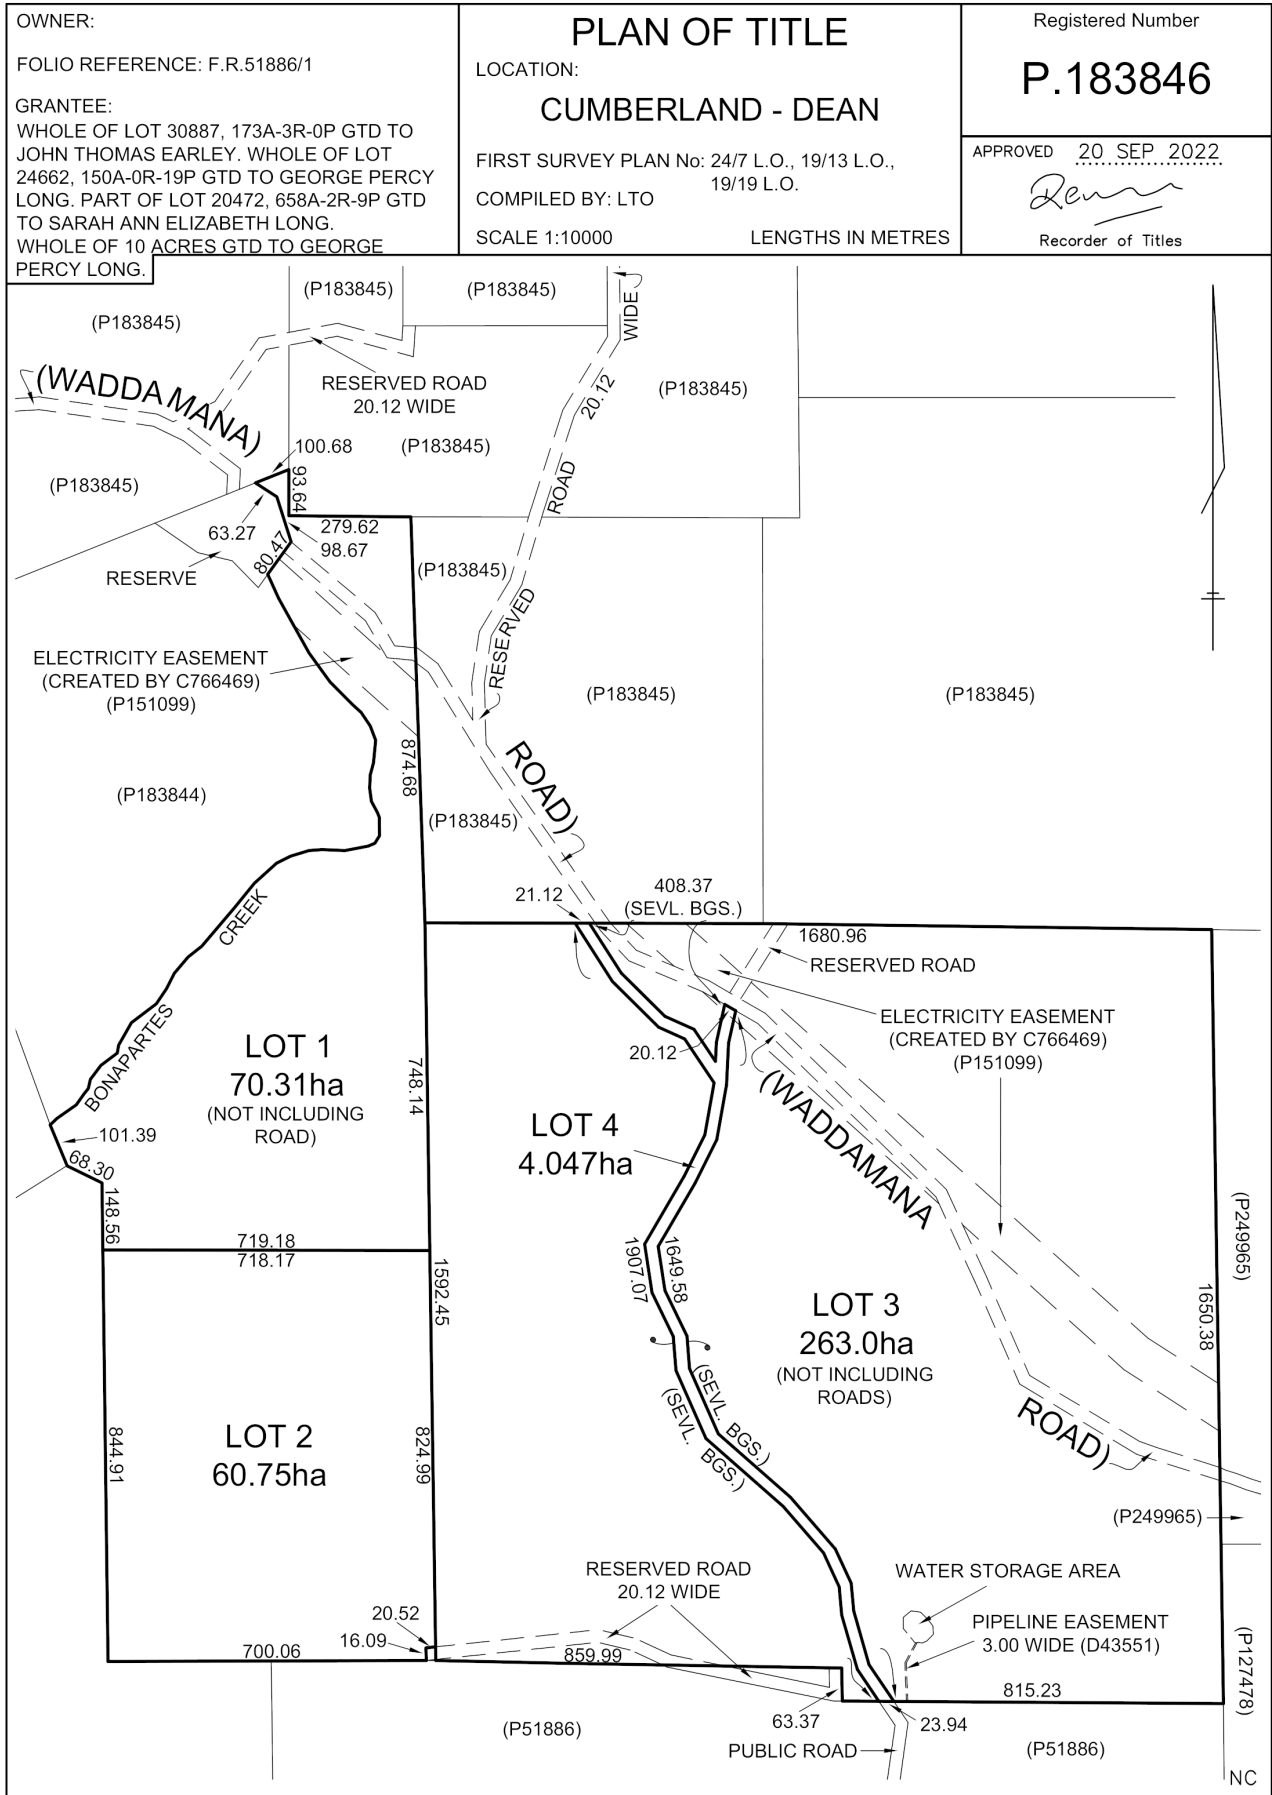 OWNER:
FOLIO REFERENCE: F.R.51886/1
GRANTEE:
WHOLE OF LOT 30887, 173A-3R-0P GTD TO
JOHN THOMAS EARLEY. WHOLE OF LOT
24662, 150A-0R-19P GTD TO GEORGE PERCY
LONG. PART OF LOT 20472, 658A-2R-9P GTD
TO SARAH ANN ELIZABETH LONG.
WHOLE OF 10 ACRES GTD TO GEORGE
PERCY LONG.
PLAN OF TITLE
LOCATION:
CUMBERLAND - DEAN
FIRST SURVEY PLAN No: 24/7 L.O., 19/13 L.O.,
19/19 L.O.
COMPILED BY: LTO
SCALE 1:10000
LENGTHS IN METRES
Registered Number
P.183846
APPROVED 20 SEP 2022
Recorder of Titles
(P183845)
(P183845)
(P183845)
WIDE
20.12
ROAD
RESERVED
RESERVED ROAD
20.12 WIDE
(P183845)
(WADDAMANA)
(P183845)
(P183845)
100.68
93.64
63.27
279.62
98.67
80.47
RESERVE
(P183845)
ELECTRICITY EASEMENT
(CREATED BY C766469)
(P151099)
(P183845)
(P183845)
874.68
ROAD)
(P183844)
(P183845)
21.12
408.37
(SEVL. BGS.)
1680.96
RESERVED ROAD
CREEK
BONAPARTES
ELECTRICITY EASEMENT
(CREATED BY C766469)
(P151099)
20.12
LOT 1
70.31ha
(NOT INCLUDING
ROAD)
748.14
LOT 4
4.047ha
(WADDAMANA
101.39
68.30
148.56
719.18
718.17
1592.45
1907.07
1649.58
(P249965)
1650.38
LOT 3
263.0ha
(NOT INCLUDING
ROADS)
(SEVL. BGS.)
(SEVL. BGS.)
ROAD)
LOT 2
60.75ha
844.91
824.99
(P249965)
RESERVED ROAD
20.12 WIDE
WATER STORAGE AREA
20.52
16.09
PIPELINE EASEMENT
3.00 WIDE (D43551)
700.06
859.99
815.23
(P127478)
63.37
23.94
(P51886)
PUBLIC ROAD
(P51886)
NC